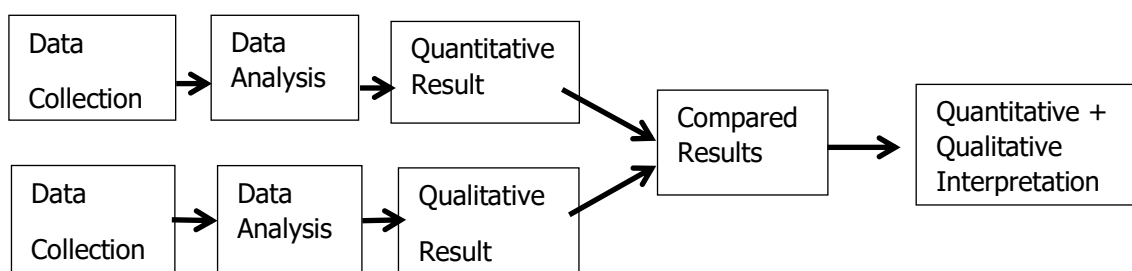 Data
Collection
Data
Analysis
Quantitative
Result
Compared
Results
Quantitative +
Qualitative
Interpretation
Data
Collection
Data
Analysis
Qualitative
Result